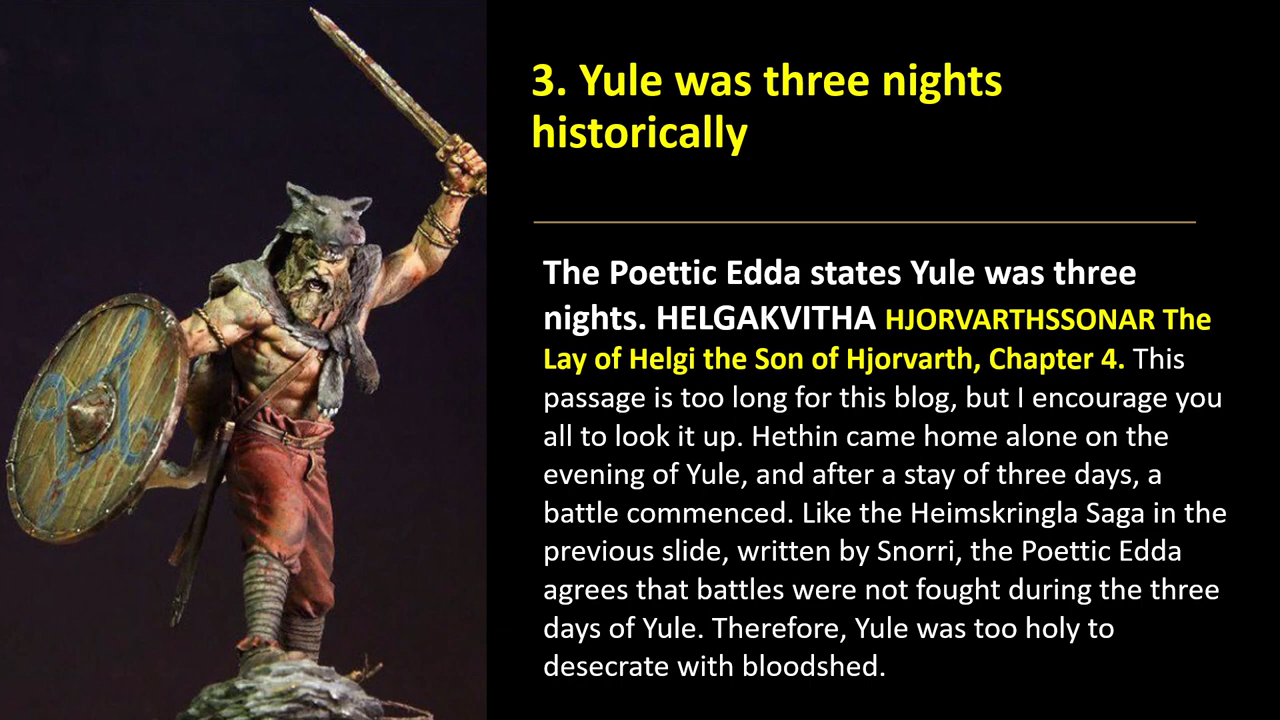 3. Yule was three nights
historically
The Poettic Edda states Yule was three
nights. HELGAKVITHA HJORVARTHSSONAR The
Lay of Helgi the Son of Hjorvarth, Chapter 4. This
passage is too long for this blog, but I encourage you
all to look it up. Hethin came home alone on the
evening of Yule, and after a stay of three days, a
battle commenced. Like the Heimskringla Saga in the
previous slide, written by Snorri, the Poettic Edda
agrees that battles were not fought during the three
days of Yule. Therefore, Yule was too holy to
desecrate with bloodshed.